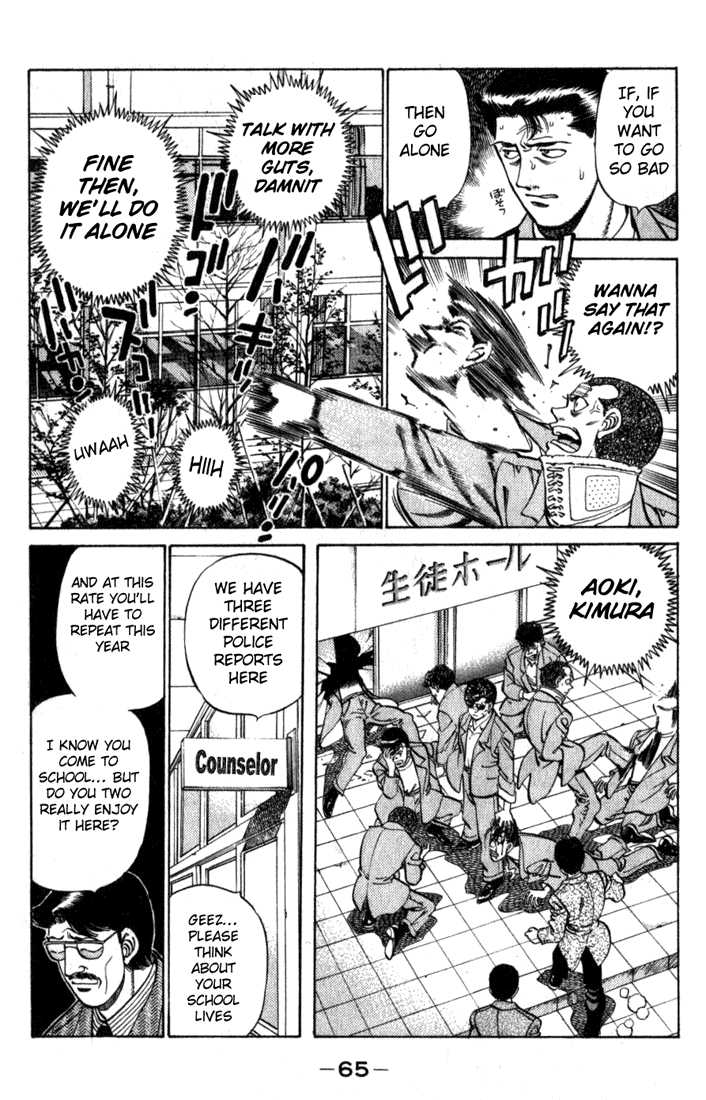 IF, IF
YOU
WANT
TO GO
SO BAD
THEN
GO
ALONE
ぼそっ
WANNA
SAY THAT
AGAIN!?
TALK WITH
MORE
GUTS,
DAMNIT
FINE
THEN,
WE'LL DO
IT ALONE
HIIH
UWAAH
AOKI,
KIMURA
生徒ホール
WE HAVE
THREE
DIFFERENT
POLICE
REPORTS
HERE
Counselor
GEEZ...
PLEASE
THINK
ABOUT
YOUR
SCHOOL
LIVES
AND AT THIS
RATE YOU'LL
HAVE TO
REPEAT THIS
YEAR
I KNOW YOU
COME TO
SCHOOL... BUT
DO YOU TWO
REALLY ENJOY
IT HERE?
—65—